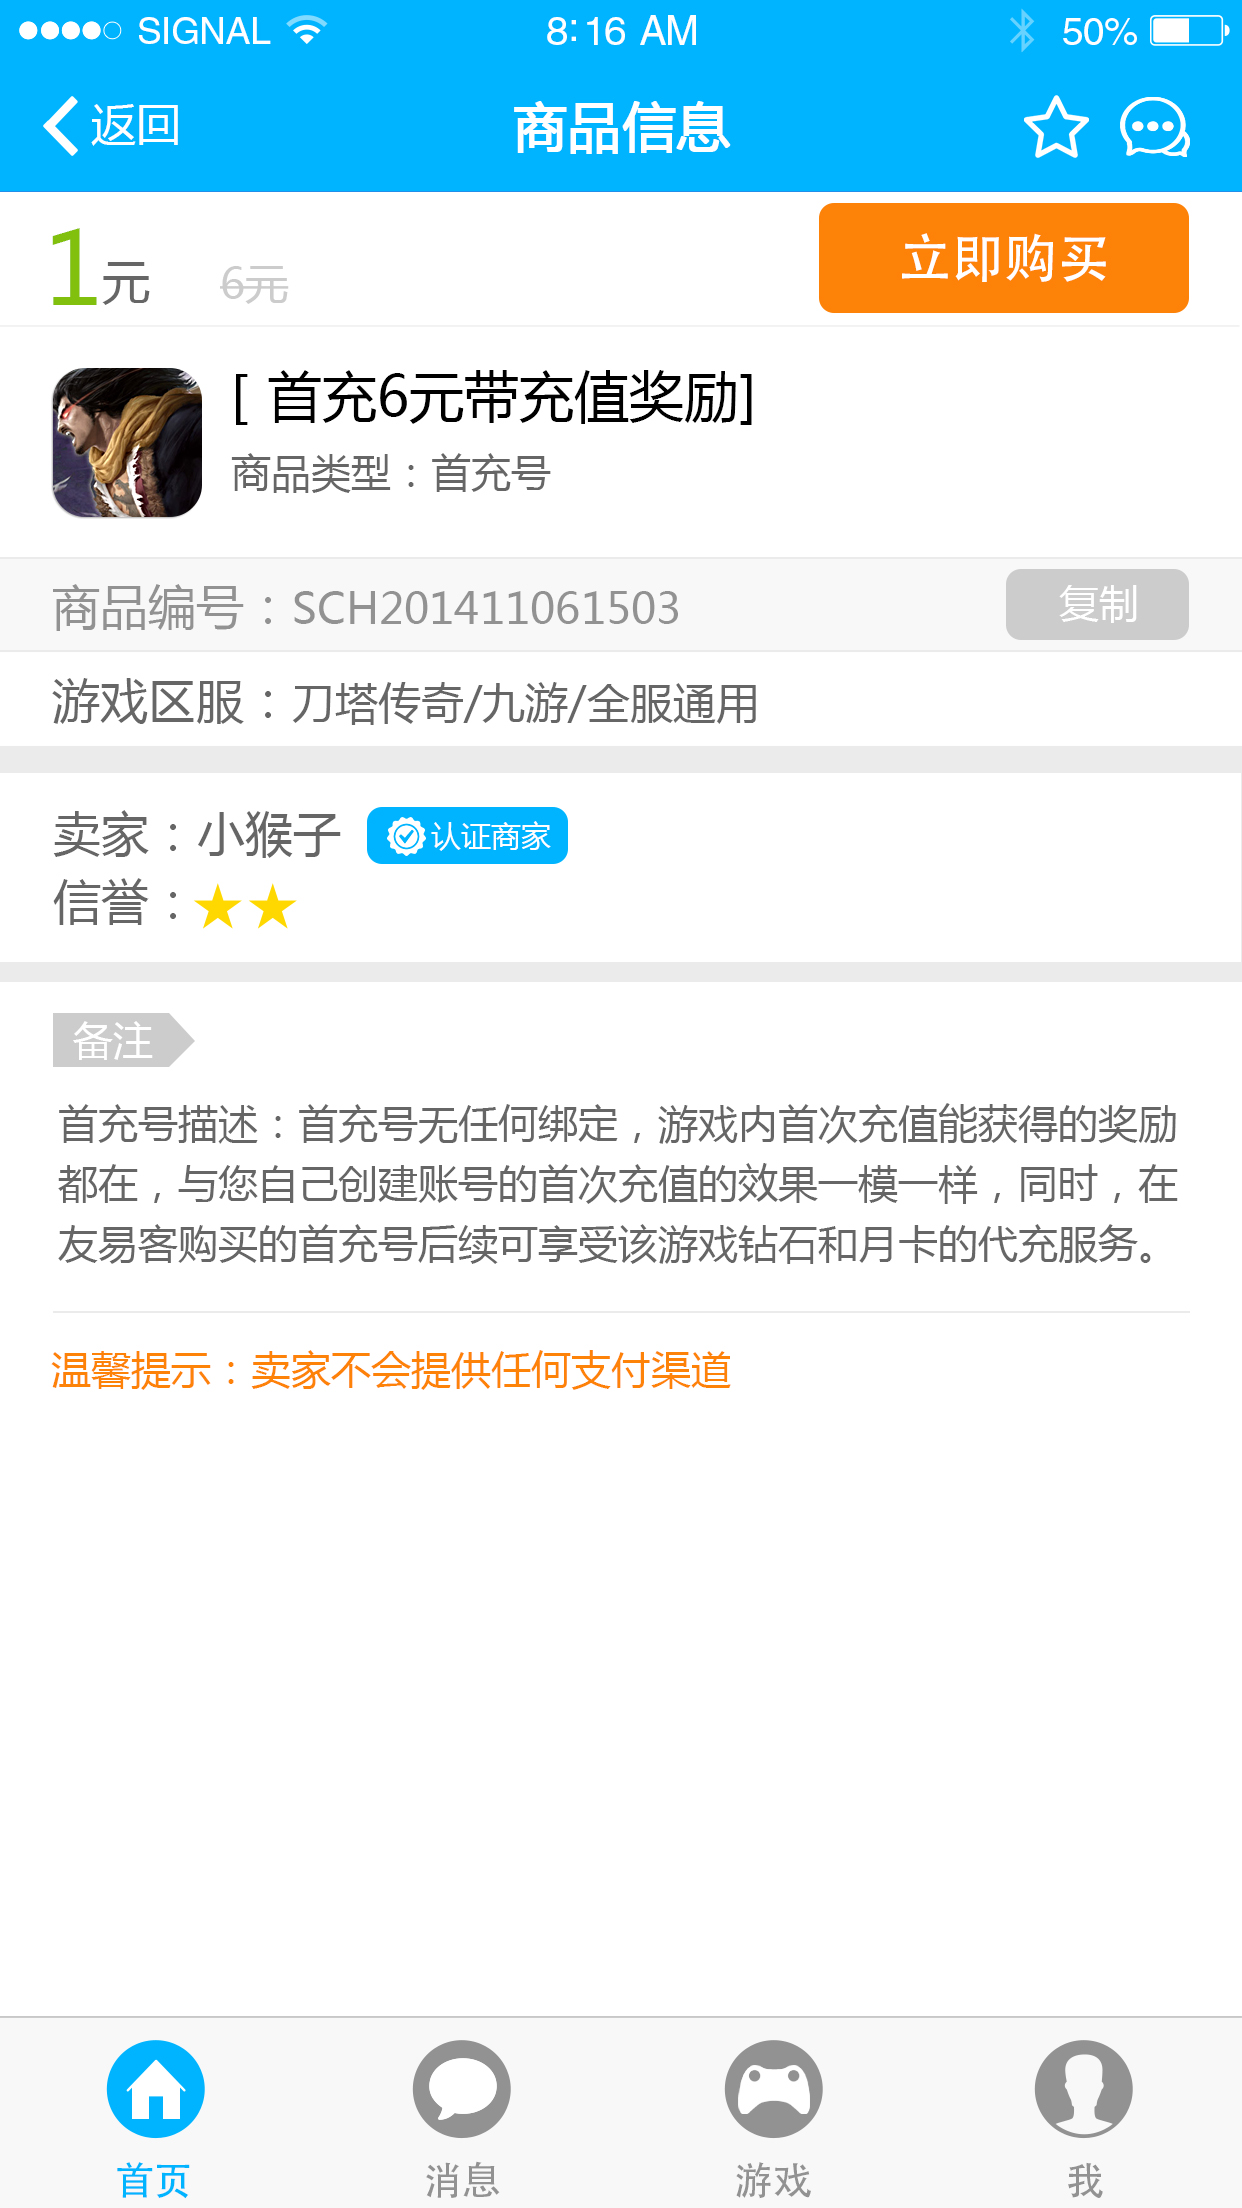 SIGNAL 8:16 AM 50%
返回 商品信息
1元 6元 立即购买
[ 首充6元带充值奖励]
商品类型：首充号
商品编号：SCH201411061503 复制
游戏区服：刀塔传奇/九游/全服通用
卖家：小猴子 认证商家
信誉：★★
备注
首充号描述：首充号无任何绑定，游戏内首次充值能获得的奖励
都在，与您自己创建账号的首次充值的效果一模一样，同时，在
友易客购买的首充号后续可享受该游戏钻石和月卡的代充服务。
温馨提示：卖家不会提供任何支付渠道
首页 消息 游戏 我